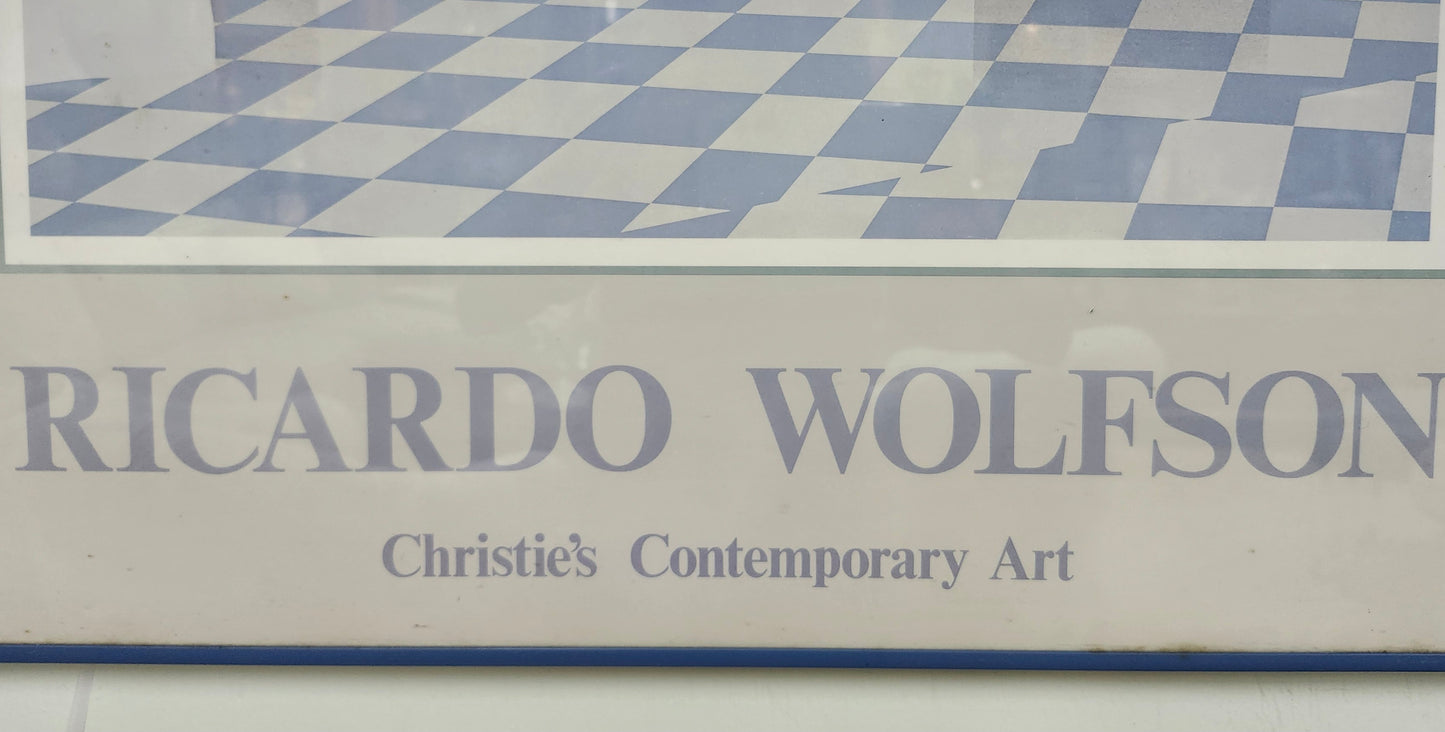 RICARDO WOLFSON
Christie's Contemporary Art